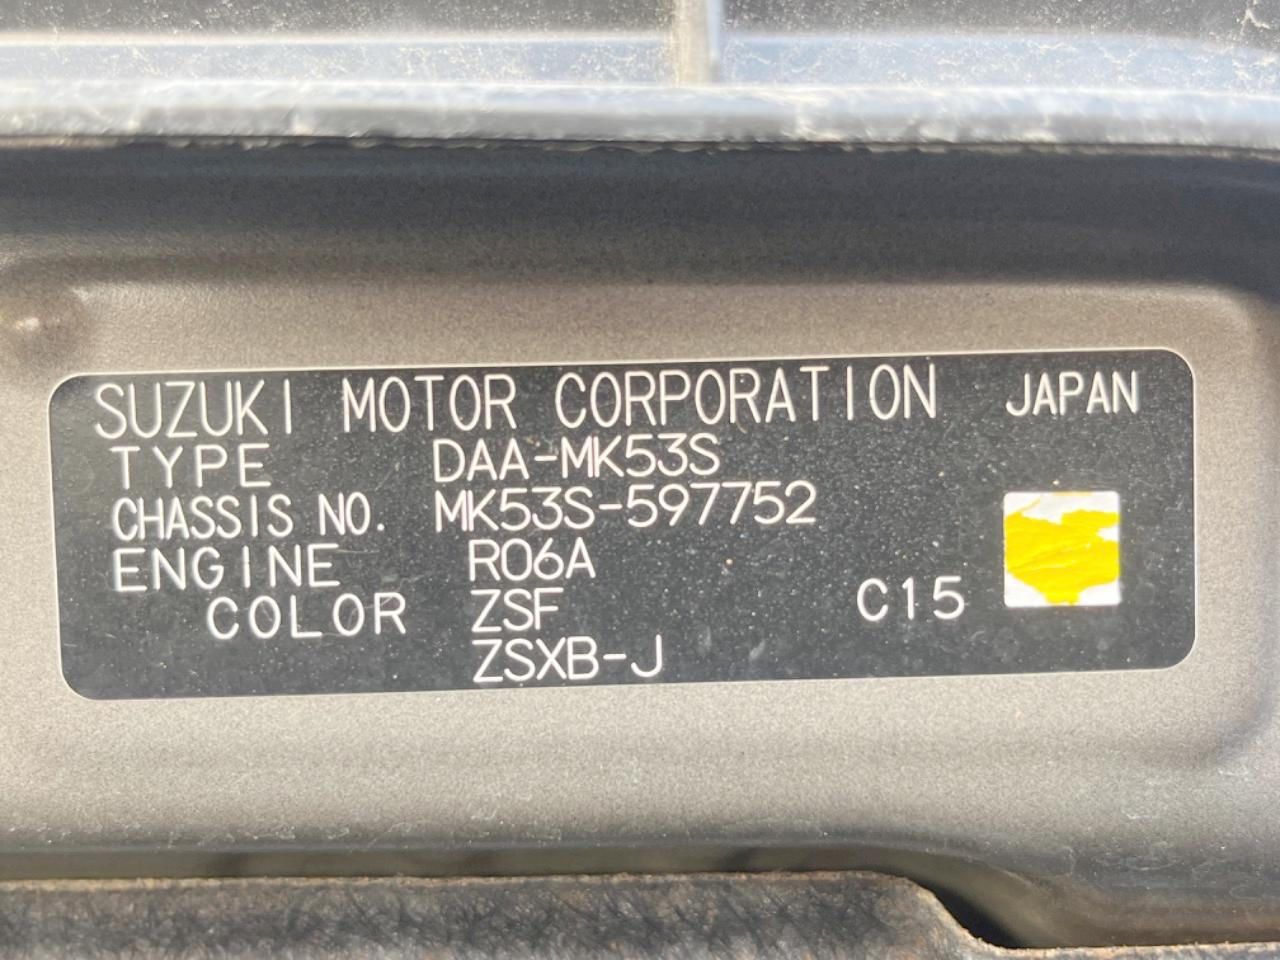 SUZUKI MOTOR CORPORATION JAPAN
TYPE DAA-MK53S
CHASSIS NO. MK53S-597752
ENGINE R06A
COLOR ZSF C15
ZSXB-J